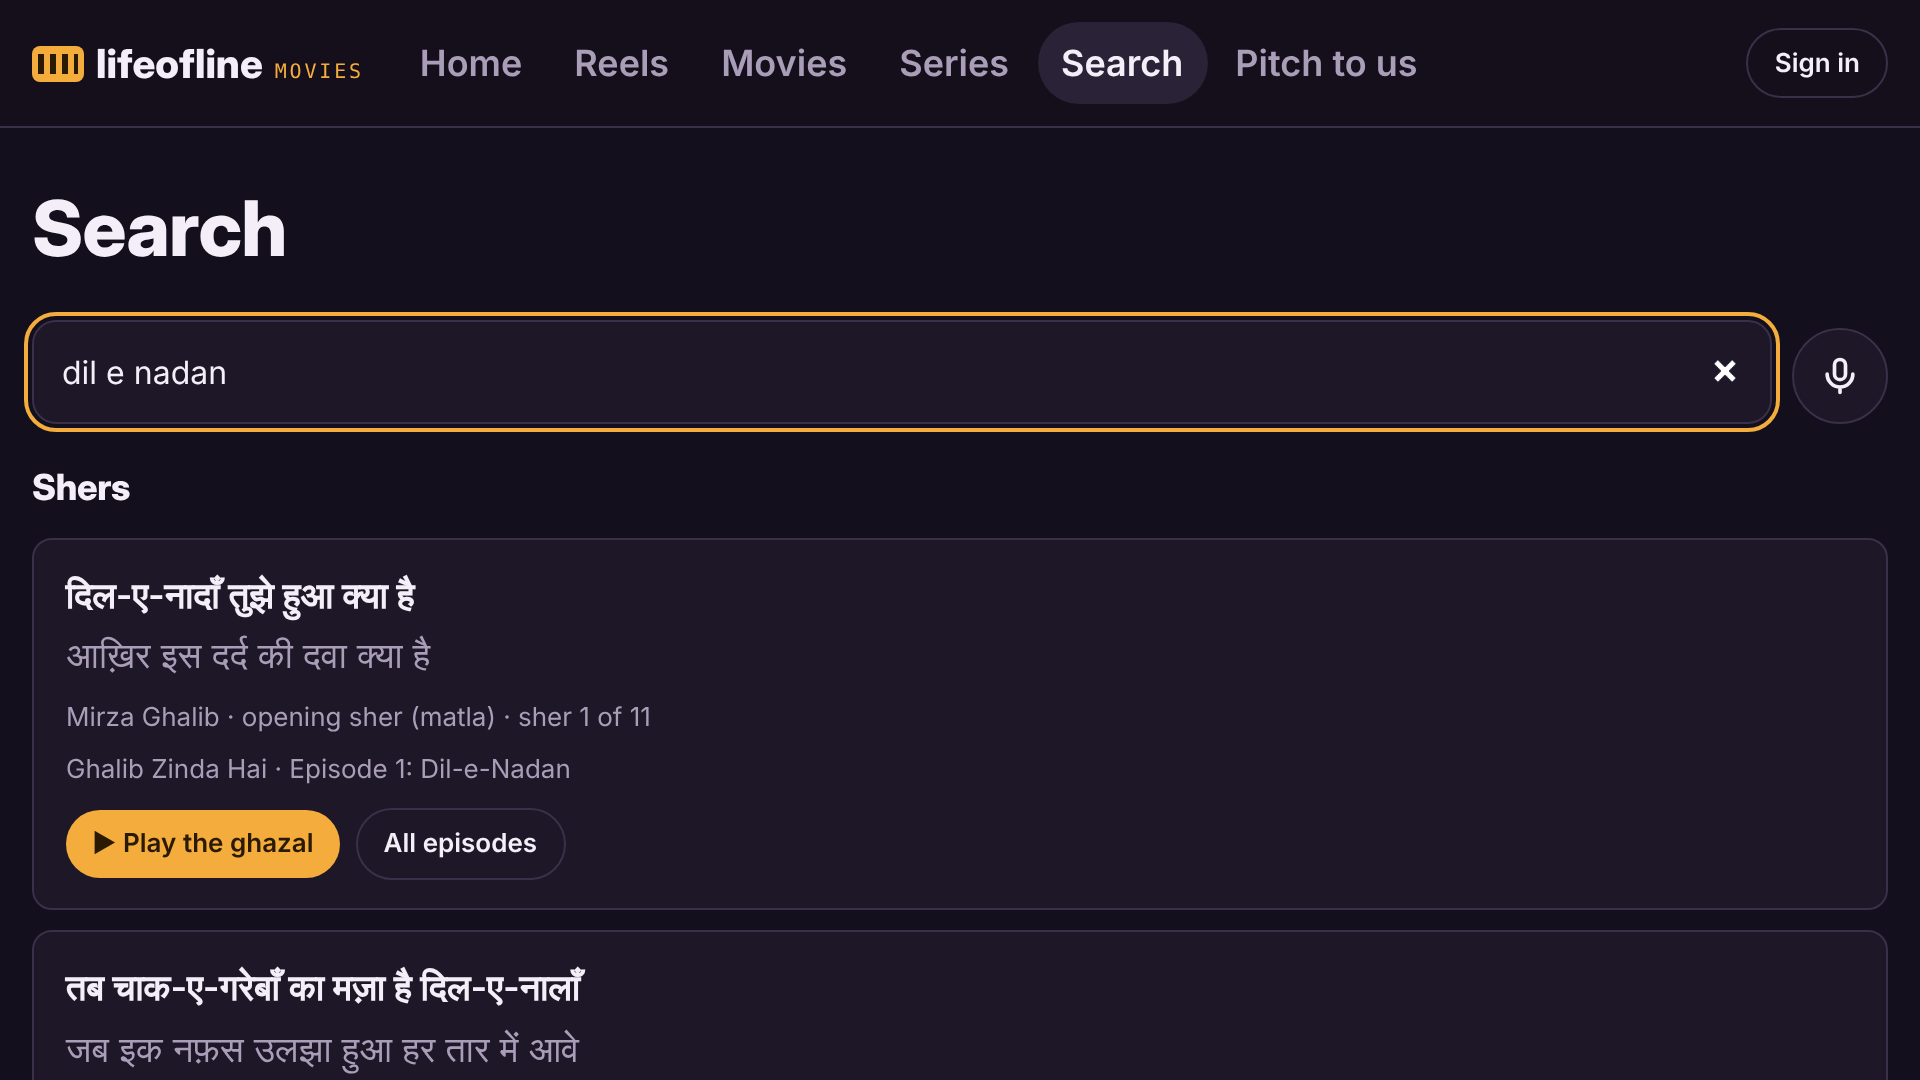 lifeofline MOVIES Home Reels Movies Series Search Pitch to us Sign in
Search
dil e nadan
Shers
दिल-ए-नादाँ तुझे हुआ क्या है
आख़िर इस दर्द की दवा क्या है
Mirza Ghalib · opening sher (matla) · sher 1 of 11
Ghalib Zinda Hai · Episode 1: Dil-e-Nadan
▶ Play the ghazal All episodes
तब चाक-ए-गरेबाँ का मज़ा है दिल-ए-नालाँ
जब इक नफ़स उलझा हुआ हर तार में आवे